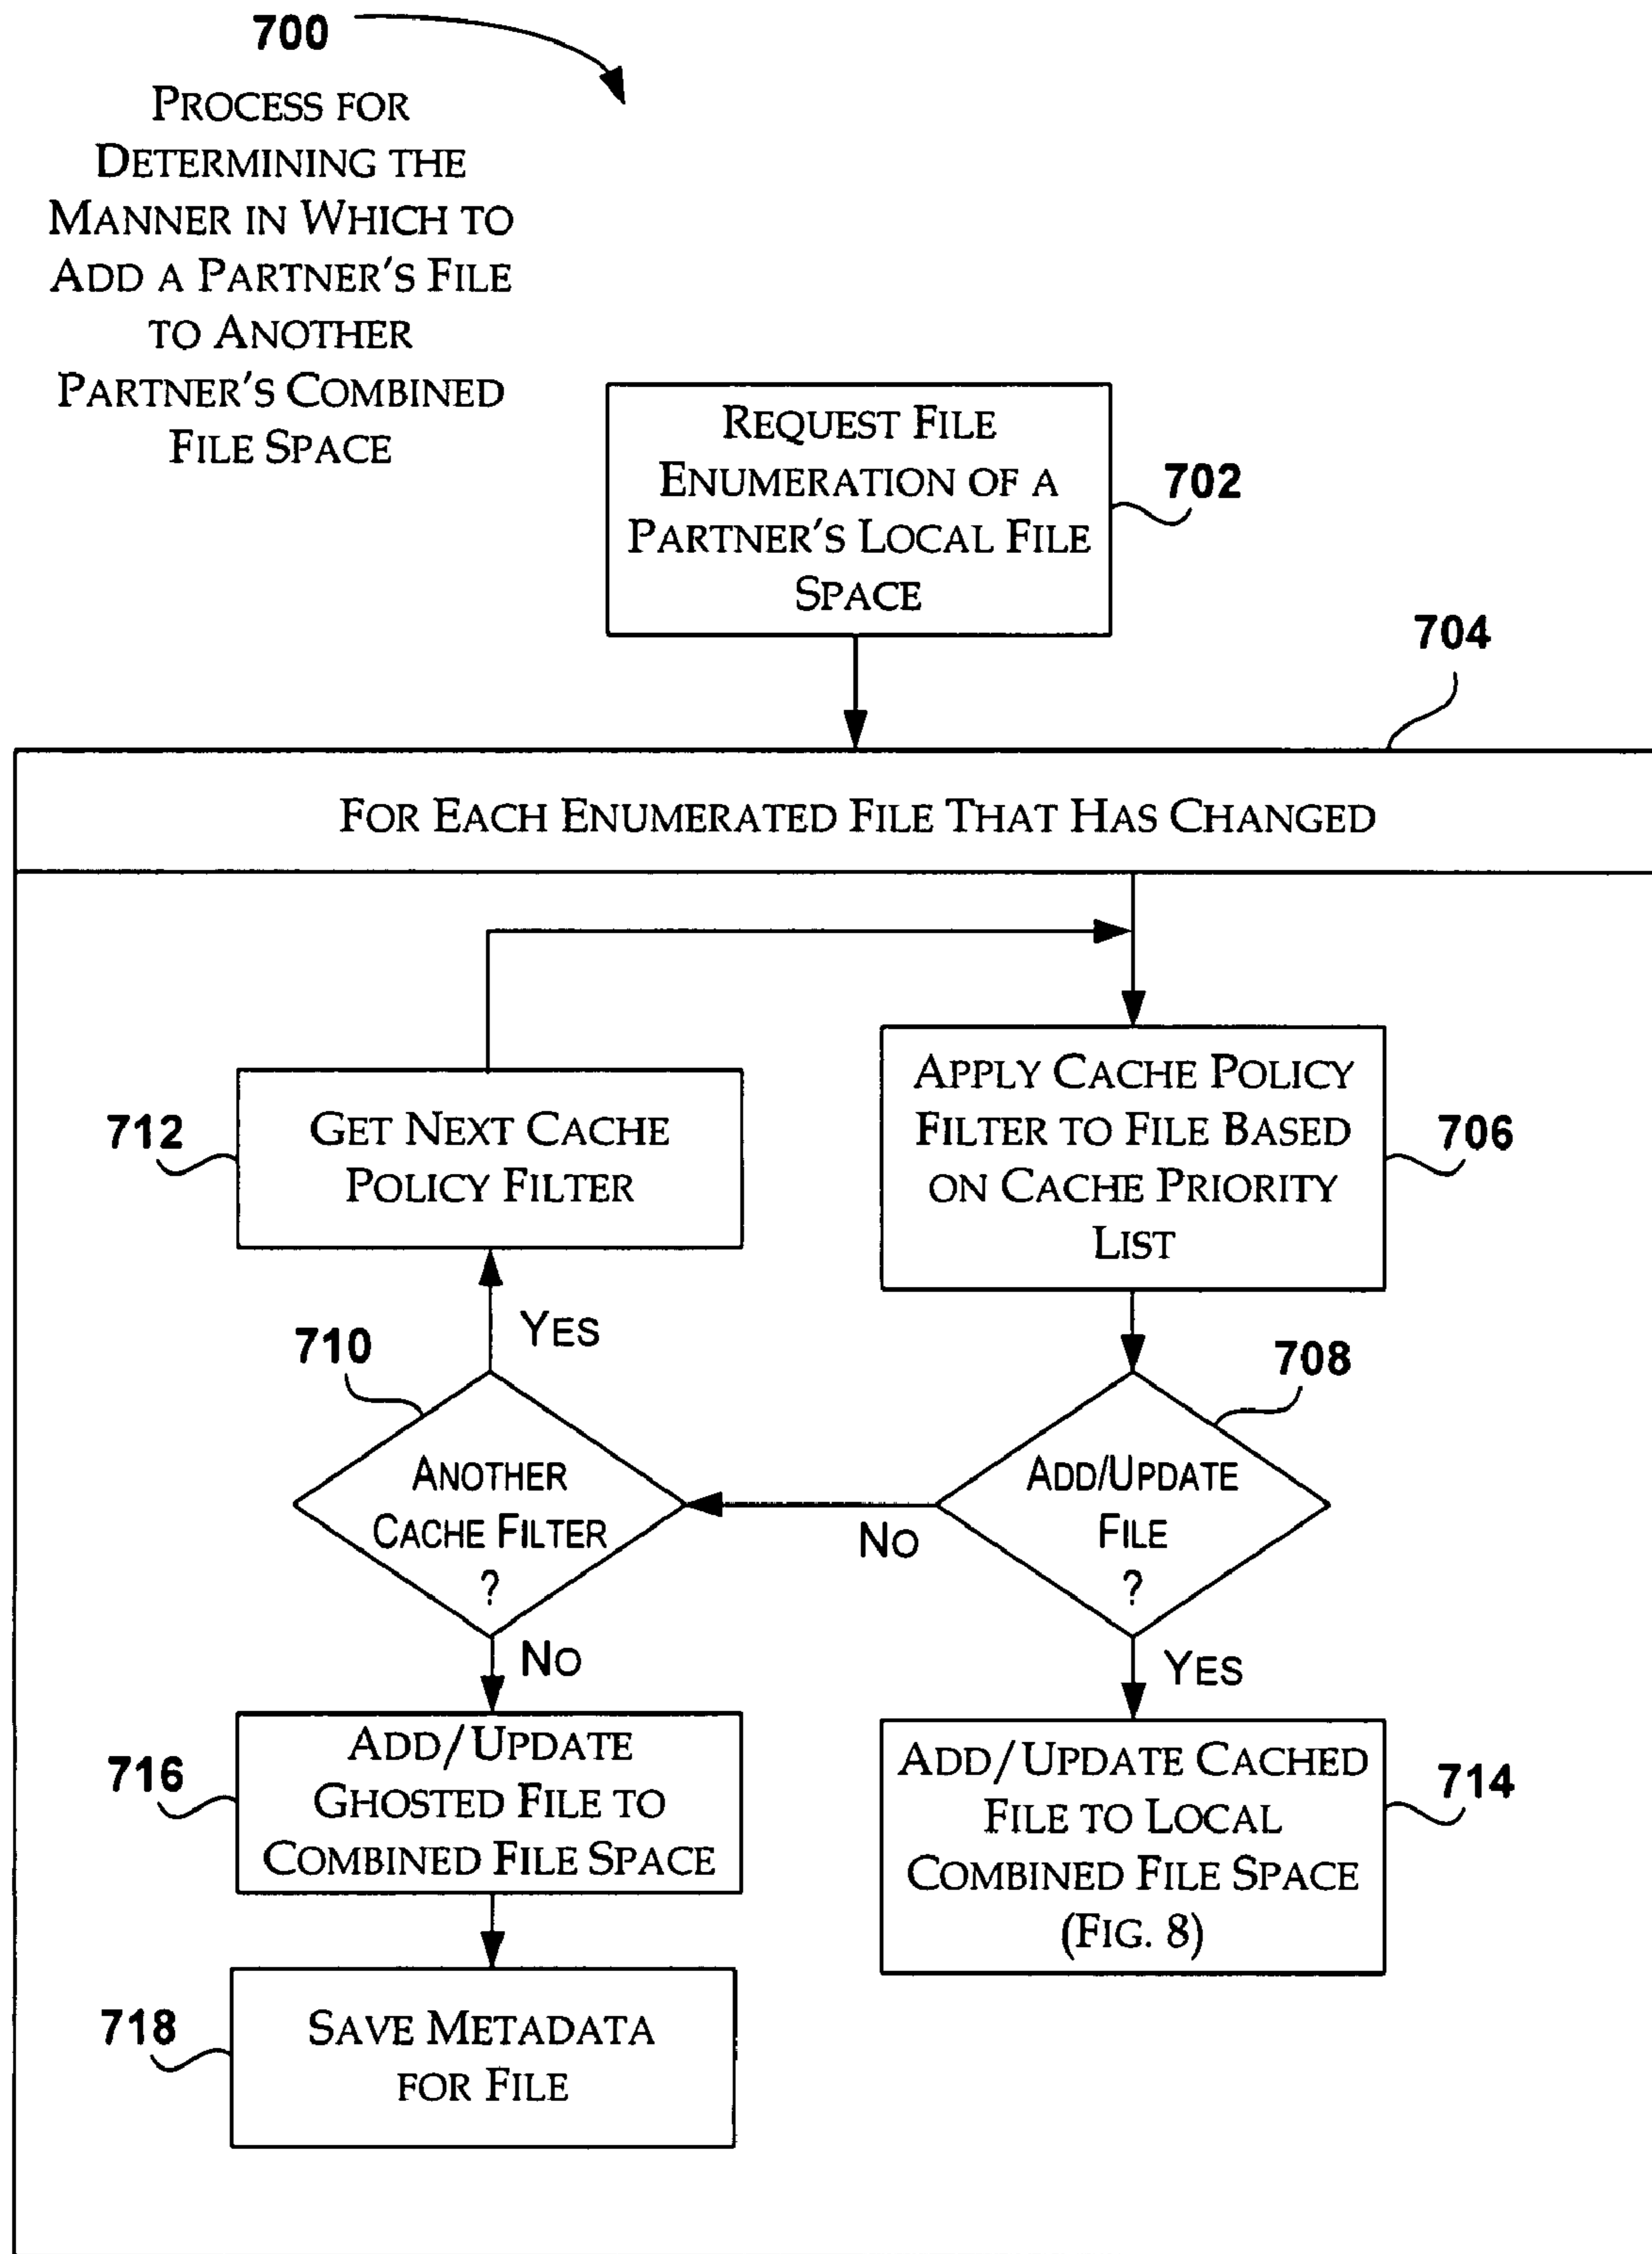 700
PROCESS FOR
DETERMINING THE
MANNER IN WHICH TO
ADD A PARTNER'S FILE
TO ANOTHER
PARTNER'S COMBINED
FILE SPACE
REQUEST FILE
ENUMERATION OF A
PARTNER'S LOCAL FILE
SPACE
702
704
FOR EACH ENUMERATED FILE THAT HAS CHANGED
712
GET NEXT CACHE
POLICY FILTER
APPLY CACHE POLICY
FILTER TO FILE BASED
ON CACHE PRIORITY
LIST
706
YES
710
708
ANOTHER
CACHE FILTER
?
NO
ADD/UPDATE
FILE
?
NO
YES
716
ADD/UPDATE
GHOSTED FILE TO
COMBINED FILE SPACE
ADD/UPDATE CACHED
FILE TO LOCAL
COMBINED FILE SPACE
(FIG. 8)
714
718
SAVE METADATA
FOR FILE